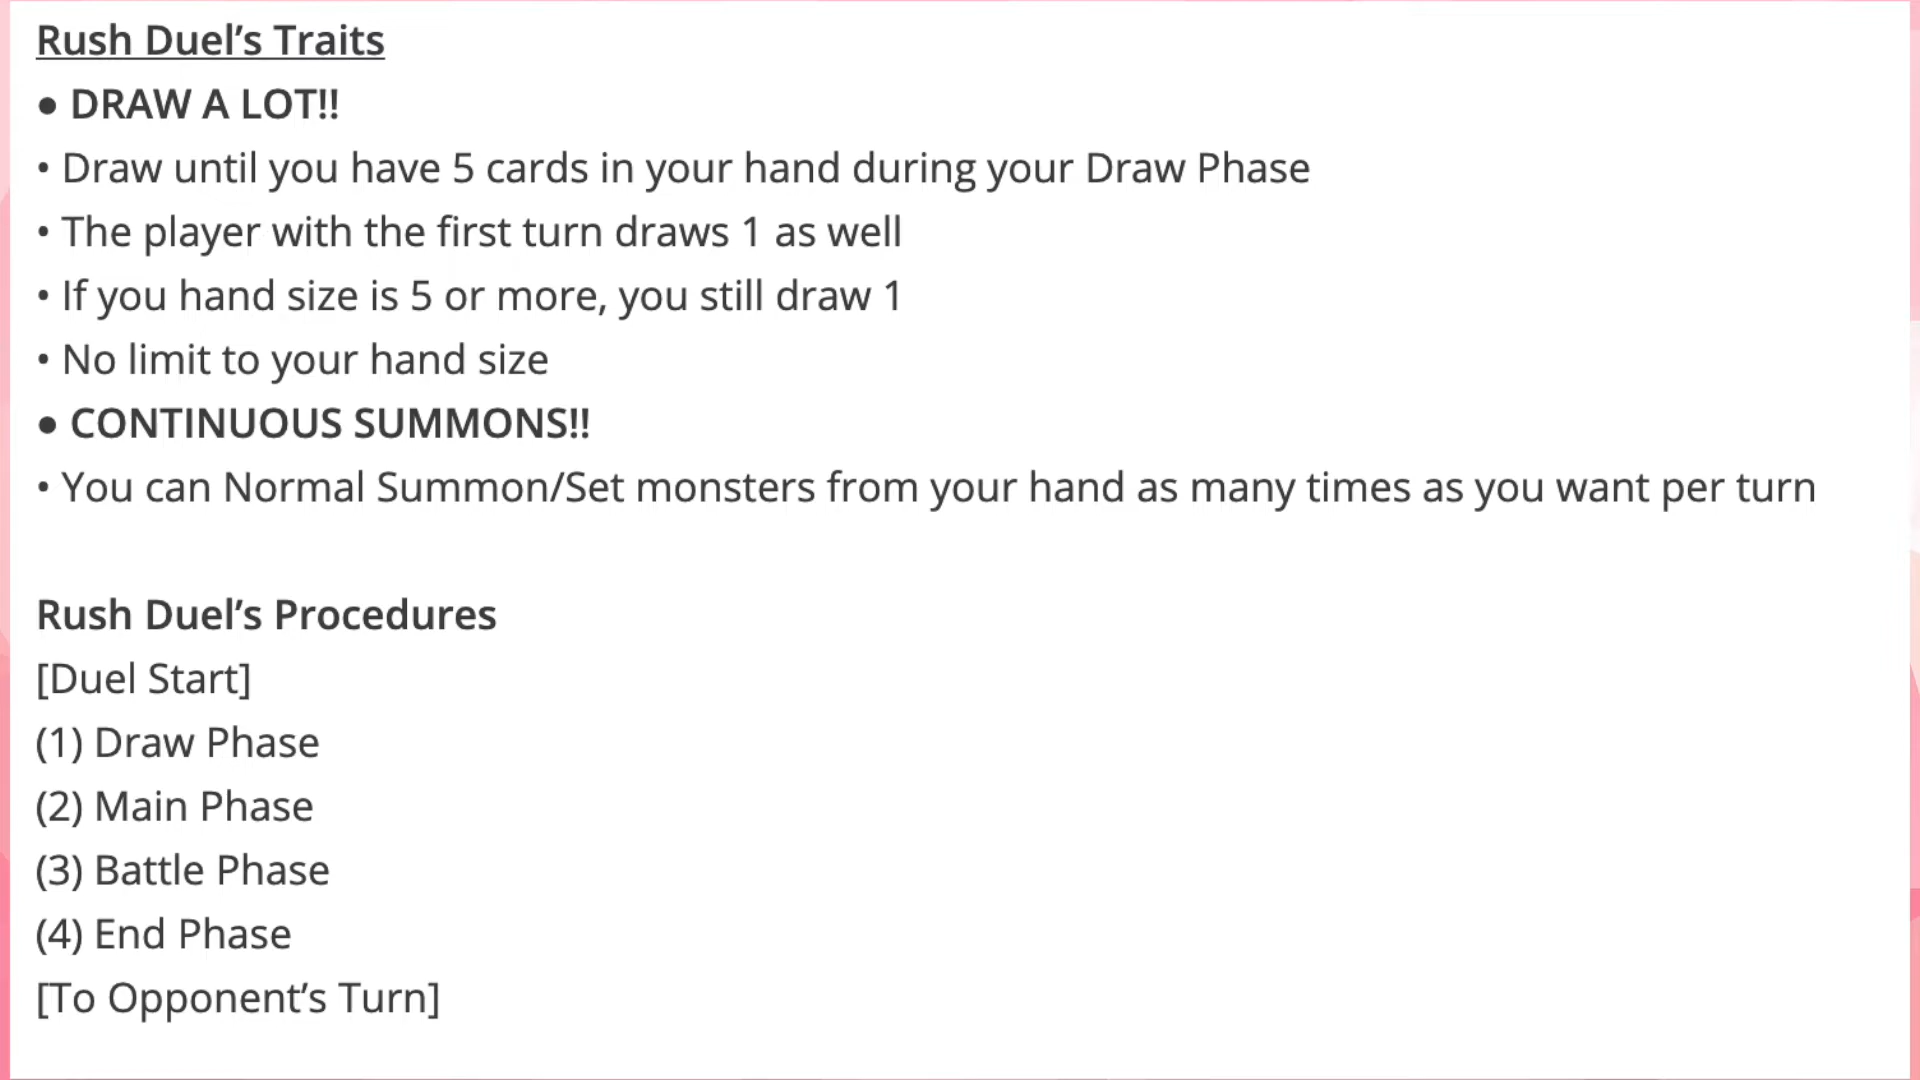 Rush Duel’s Traits
● DRAW A LOT!!
• Draw until you have 5 cards in your hand during your Draw Phase
• The player with the first turn draws 1 as well
• If you hand size is 5 or more, you still draw 1
• No limit to your hand size
● CONTINUOUS SUMMONS!!
• You can Normal Summon/Set monsters from your hand as many times as you want per turn
Rush Duel’s Procedures
[Duel Start]
(1) Draw Phase
(2) Main Phase
(3) Battle Phase
(4) End Phase
[To Opponent’s Turn]